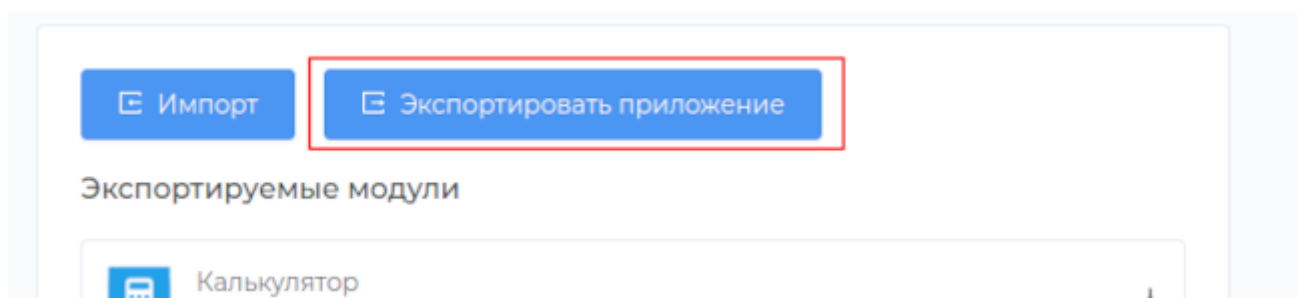 Импорт
Экспортировать приложение
Экспортируемые модули
Калькулятор